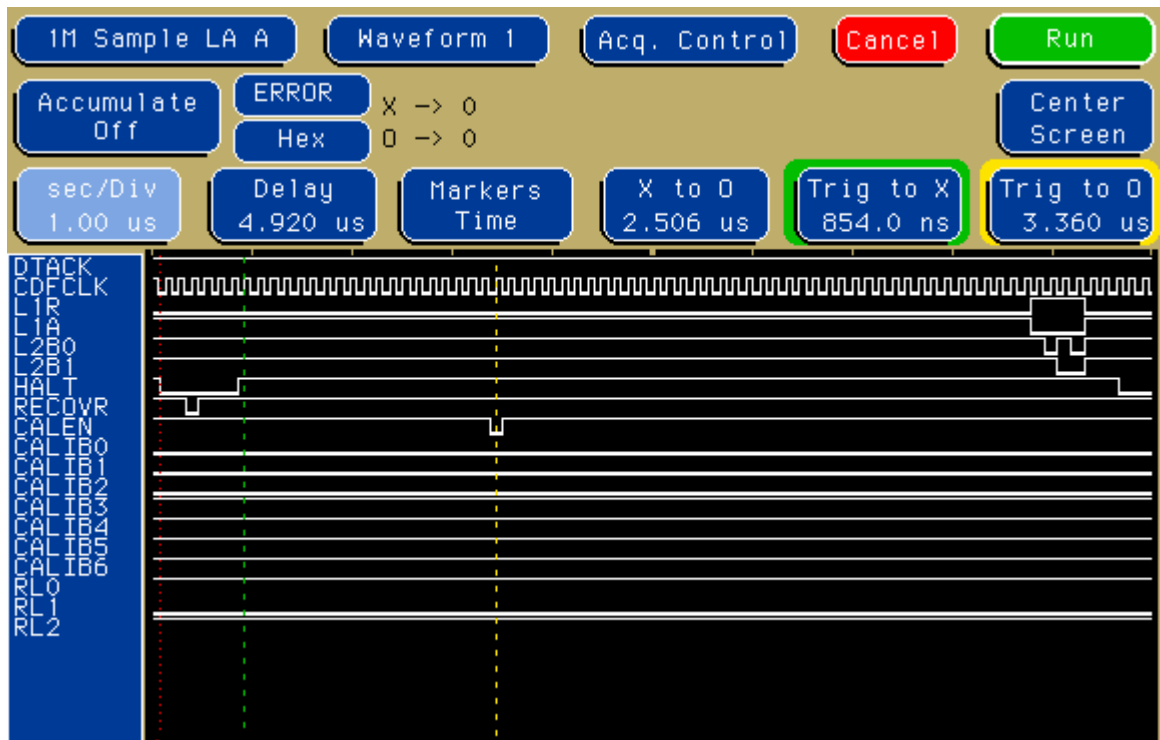 1M Sample LA A Waveform 1 Acq. Control Cancel Run
Accumulate Off ERROR X -> 0 Center Screen
Hex O -> 0
sec/Div Delay Markers X to O Trig to X Trig to O
1.00 us 4.920 us Time 2.506 us 854.0 ns 3.360 us
DTACK
CDFCLK
L1R
L1A
L2B0
L2B1
HALT
RECOVR
CALEN
CALIB0
CALIB1
CALIB2
CALIB3
CALIB4
CALIB5
CALIB6
RL0
RL1
RL2